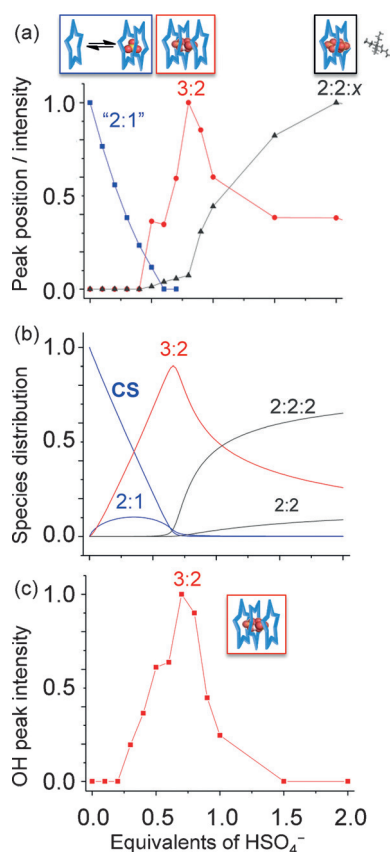 (a)
3:2
2:2:x
"2:1"
Peak position / intensity
1.0
0.5
0.0
(b)
3:2
CS
2:2:2
2:1
2:2
Species distribution
1.0
0.5
0.0
(c)
3:2
OH peak intensity
1.0
0.5
0.0
0.0 0.5 1.0 1.5 2.0
Equivalents of HSO₄⁻